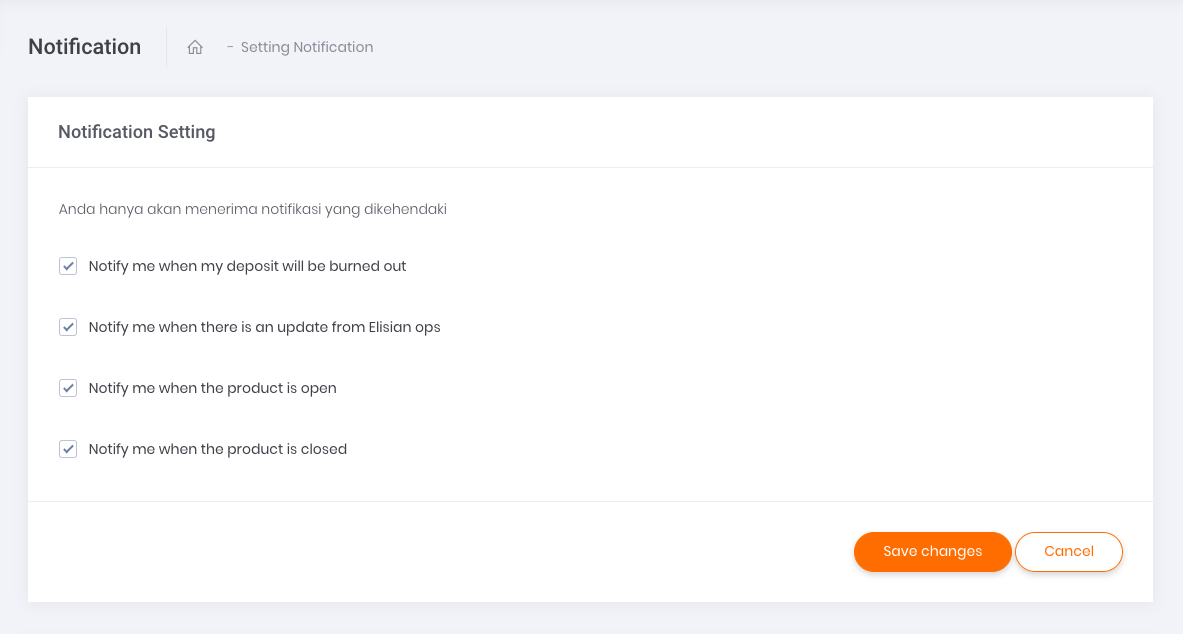 Notification
- Setting Notification
Notification Setting
Anda hanya akan menerima notifikasi yang dikehendaki
Notify me when my deposit will be burned out
Notify me when there is an update from Elisian ops
Notify me when the product is open
Notify me when the product is closed
Save changes
Cancel